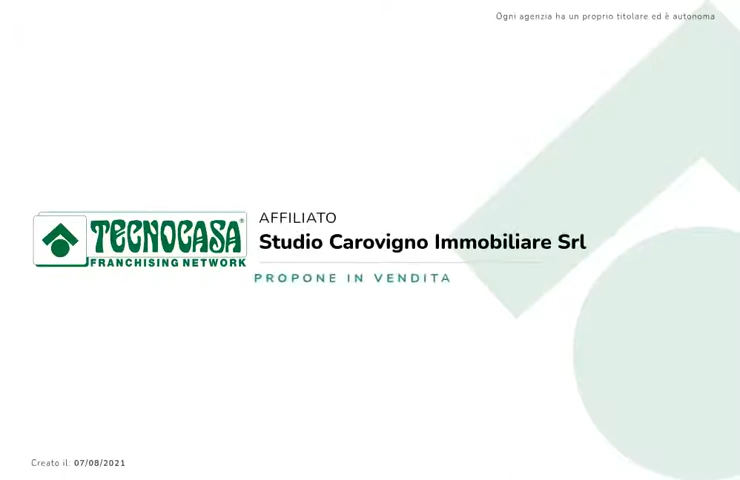 Ogni agenzia ha un proprio titolare ed è autonoma
TECNOCASA®
FRANCHISING NETWORK
AFFILIATO
Studio Carovigno Immobiliare Srl
PROPONE IN VENDITA
Creato il: 07/08/2021